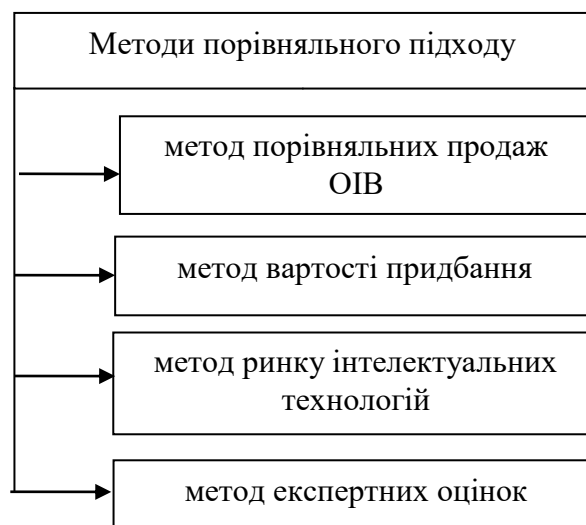 Методи порівняльного підходу
метод порівняльних продаж
ОІВ
метод вартості придбання
метод ринку інтелектуальних
технологій
метод експертних оцінок